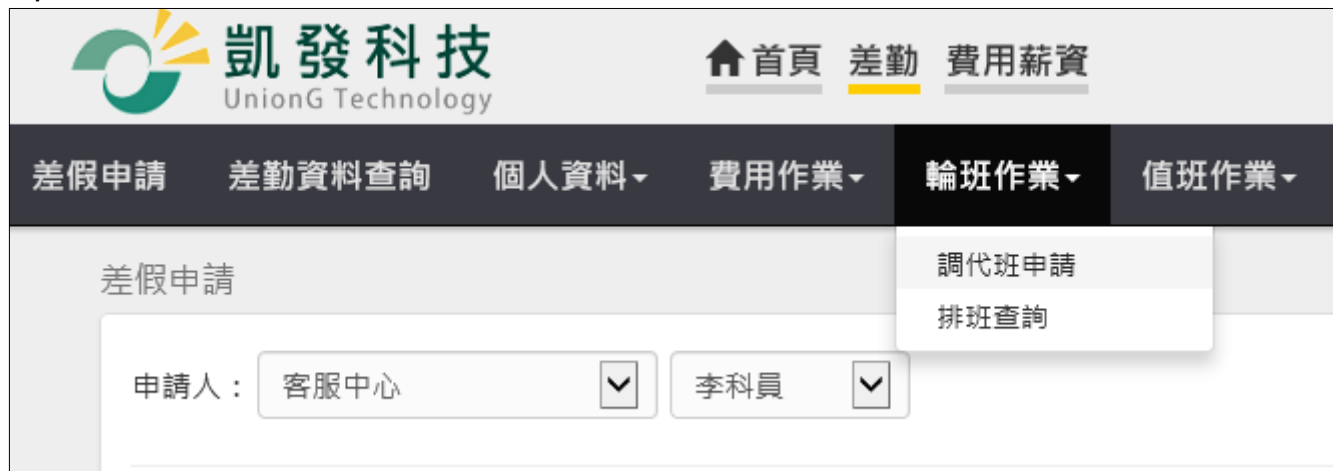 凱發科技
UnionG Technology
首頁 差勤 費用薪資
差假申請 差勤資料查詢 個人資料 費用作業 輪班作業 值班作業
調代班申請
排班查詢
差假申請
申請人： 客服中心 李科員